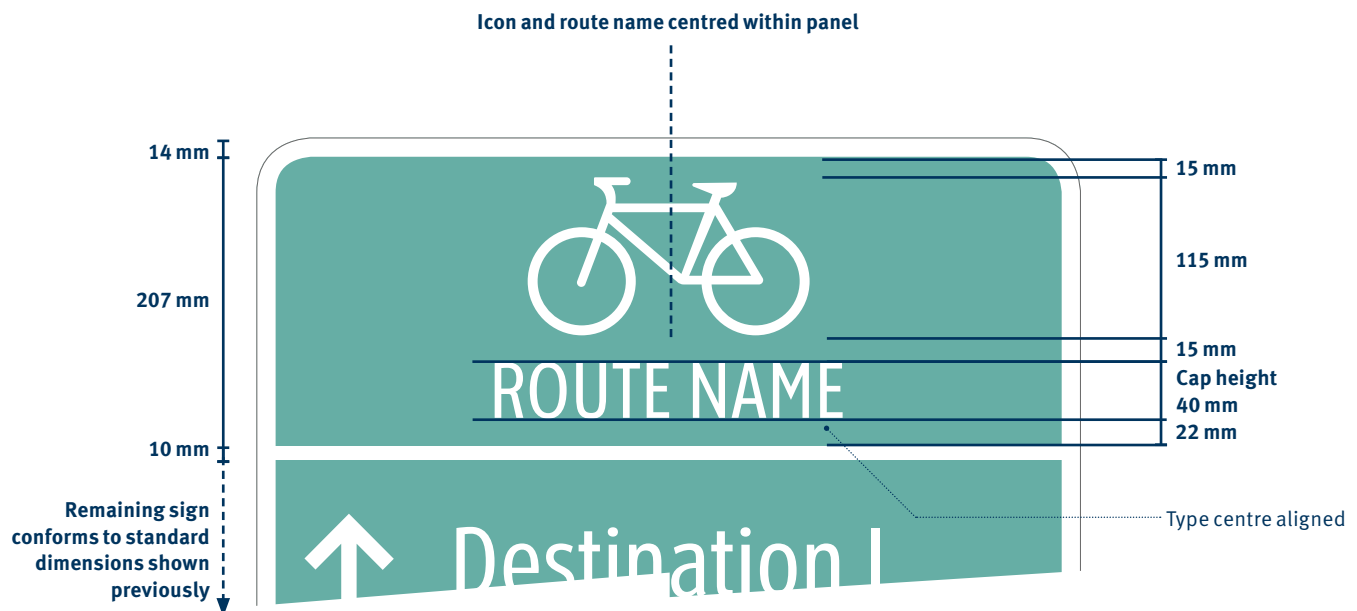 Icon and route name centred within panel
14 mm
207 mm
10 mm
Remaining sign
conforms to standard
dimensions shown
previously
ROUTE NAME
Destination 1
15 mm
115 mm
15 mm
Cap height
40 mm
22 mm
Type centre aligned